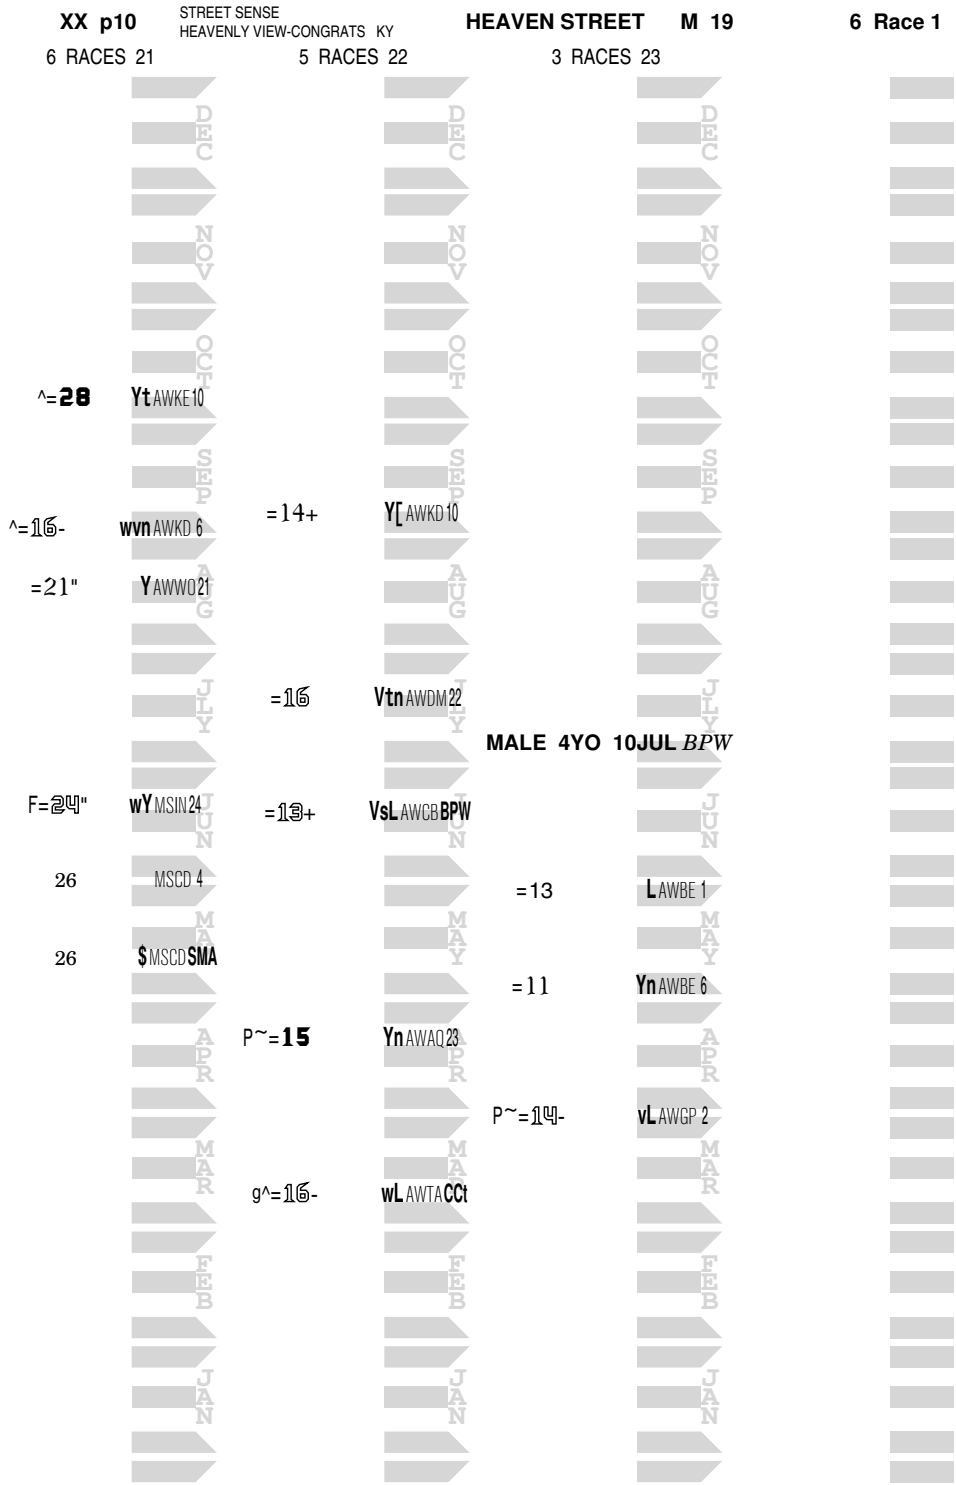 XX p10 STREET SENSE HEAVEN STREET M 19 6 Race 1
HEAVENLY VIEW-CONGRATS KY
6 RACES 21 5 RACES 22 3 RACES 23
DEC DEC DEC
NOV NOV NOV
OCT OCT OCT
^=28 Yt AWKE 10
SEP SEP SEP
=14+ Y[ AWKD 10
^=16- wvn AWKD 6
=21" Y AWWO 21
AUG AUG AUG
JLY JLY JLY
=16 Vtn AWDM 22
MALE 4YO 10JUL BPW
F=24" wY MSIN 24
=13+ VsL AWCB BPW
JUN JUN JUN
26 MSCD 4
=13 L AWBE 1
MAY MAY MAY
26 $ MSCD SMA
=11 Yn AWBE 6
P~=15 Yn AWAQ 23
APR APR APR
P~=14- vL AWGP 2
MAR MAR MAR
g^=16- wL AWTA CCt
FEB FEB FEB
JAN JAN JAN